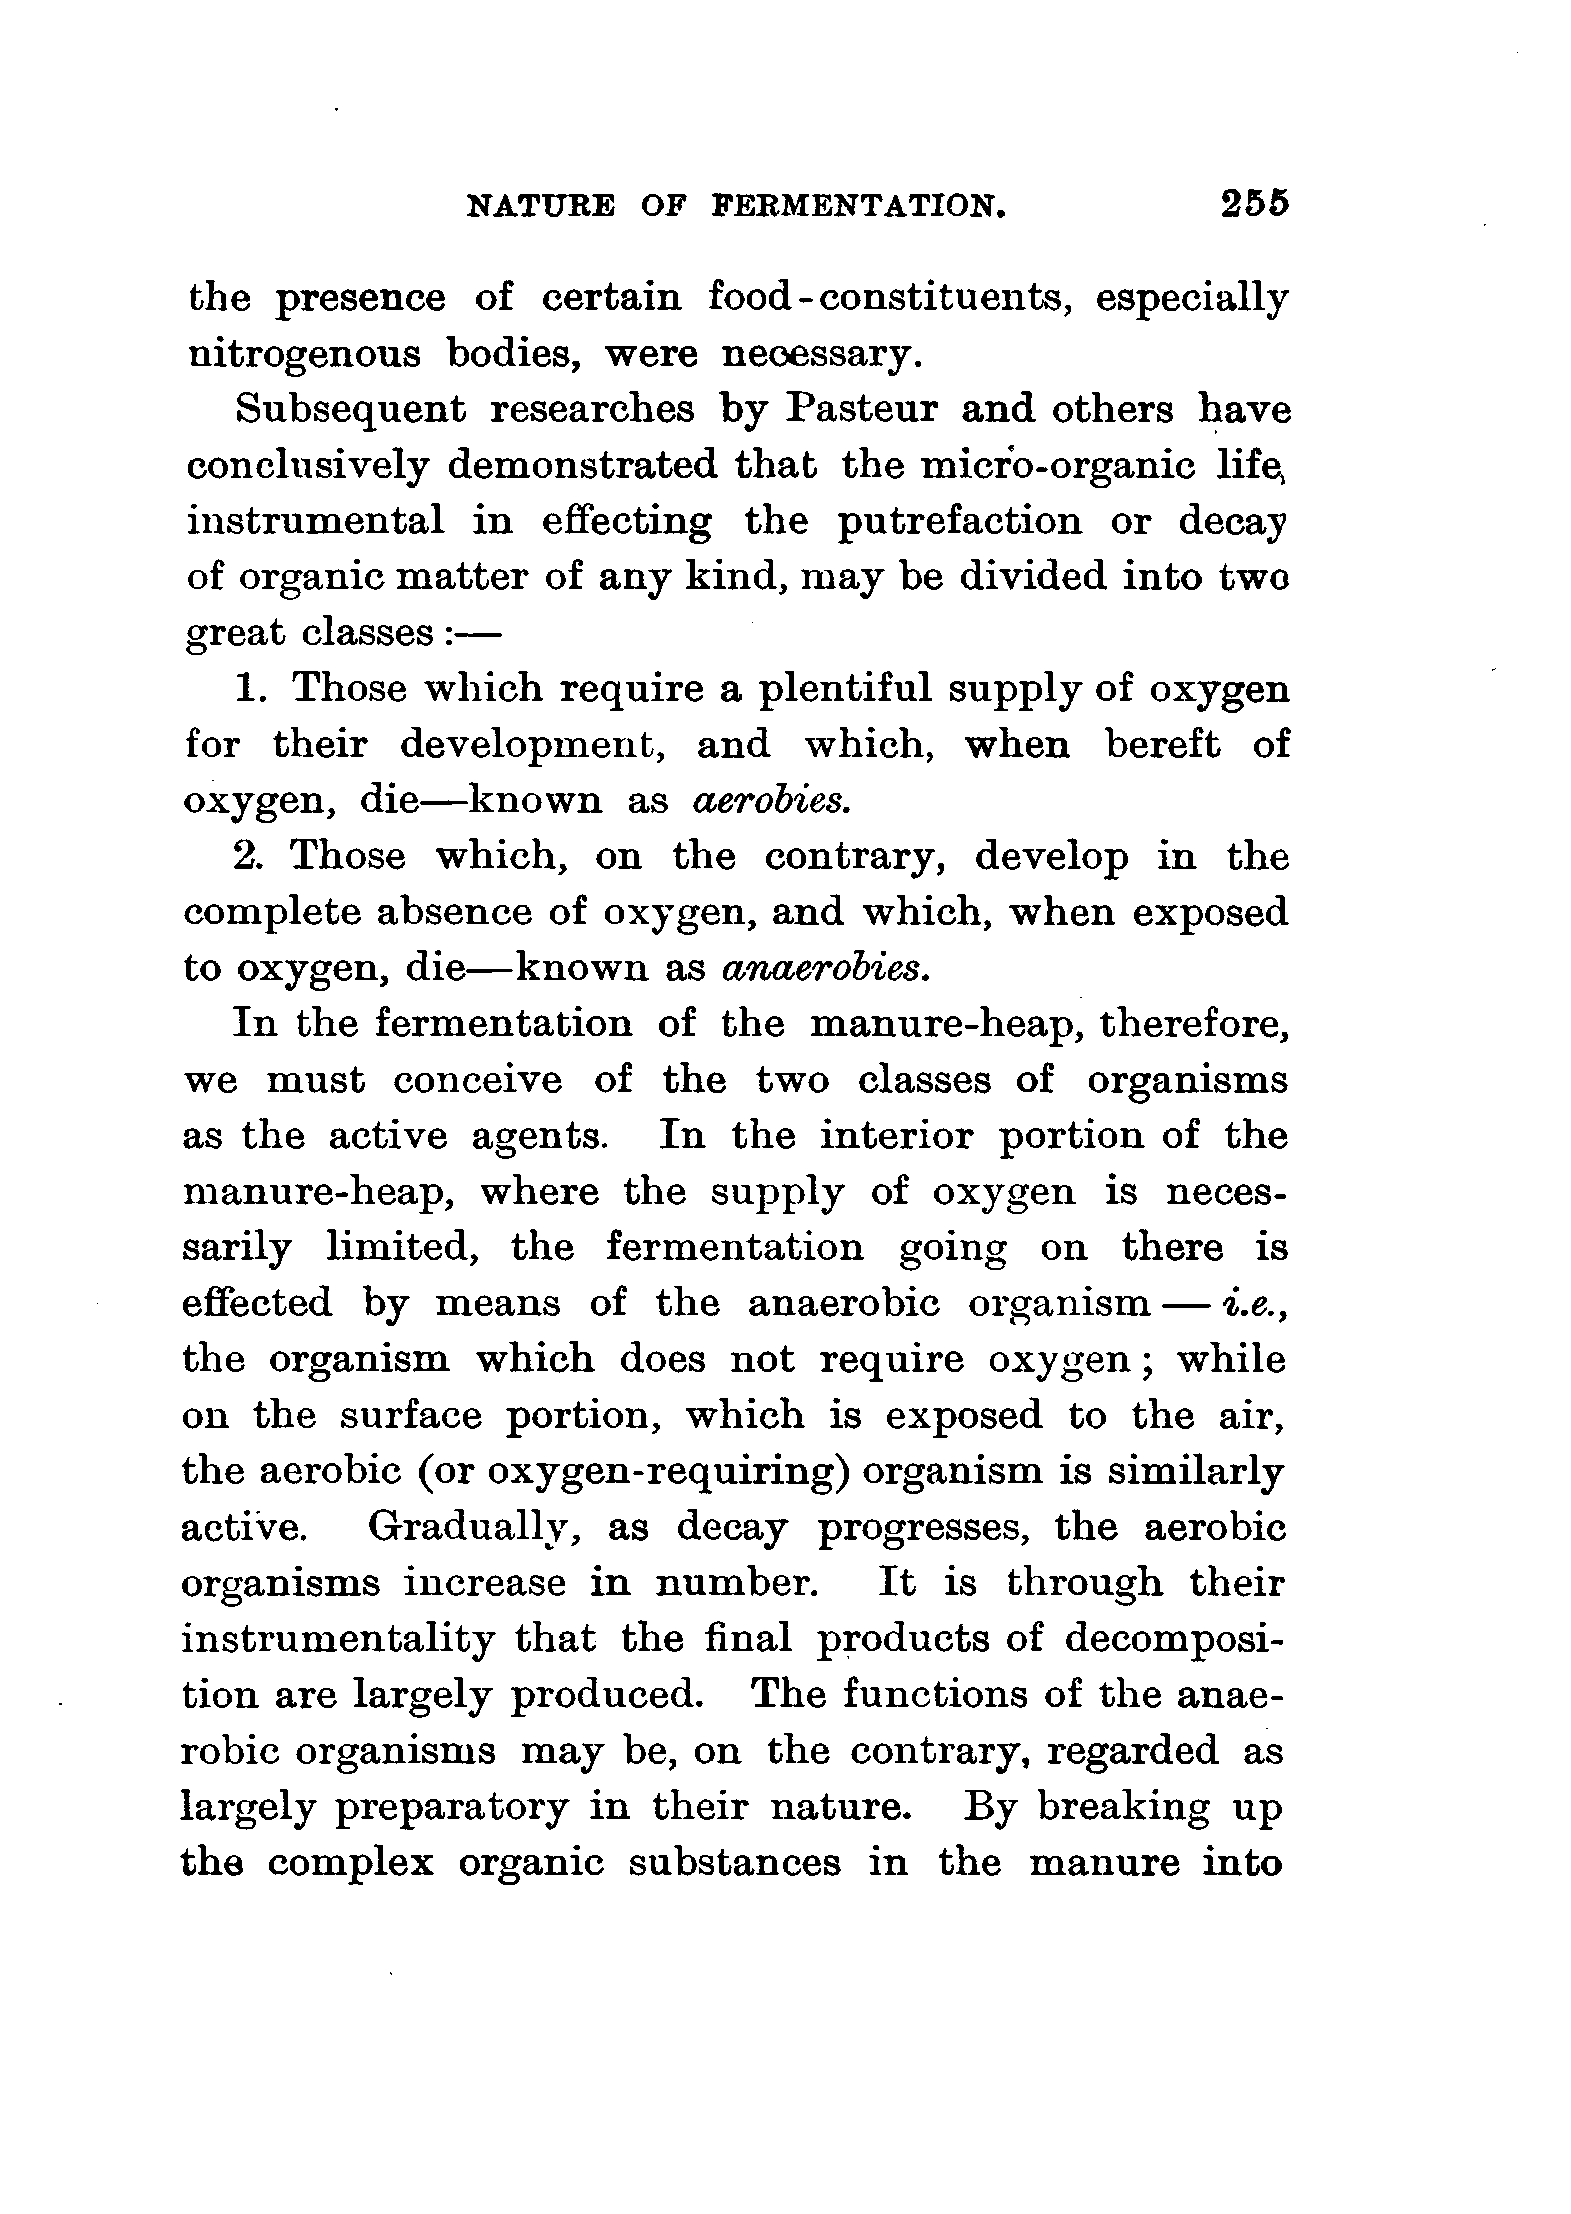 NATURE OF FERMENTATION. 255
the presence of certain food-constituents, especially
nitrogenous bodies, were necessary.
Subsequent researches by Pasteur and others have
conclusively demonstrated that the micro-organic life,
instrumental in effecting the putrefaction or decay
of organic matter of any kind, may be divided into two
great classes :—
1. Those which require a plentiful supply of oxygen
for their development, and which, when bereft of
oxygen, die—known as aerobies.
2. Those which, on the contrary, develop in the
complete absence of oxygen, and which, when exposed
to oxygen, die—known as anaerobies.
In the fermentation of the manure-heap, therefore,
we must conceive of the two classes of organisms
as the active agents. In the interior portion of the
manure-heap, where the supply of oxygen is neces-
sarily limited, the fermentation going on there is
effected by means of the anaerobic organism — i.e.,
the organism which does not require oxygen ; while
on the surface portion, which is exposed to the air,
the aerobic (or oxygen-requiring) organism is similarly
active. Gradually, as decay progresses, the aerobic
organisms increase in number. It is through their
instrumentality that the final products of decomposi-
tion are largely produced. The functions of the anae-
robic organisms may be, on the contrary, regarded as
largely preparatory in their nature. By breaking up
the complex organic substances in the manure into